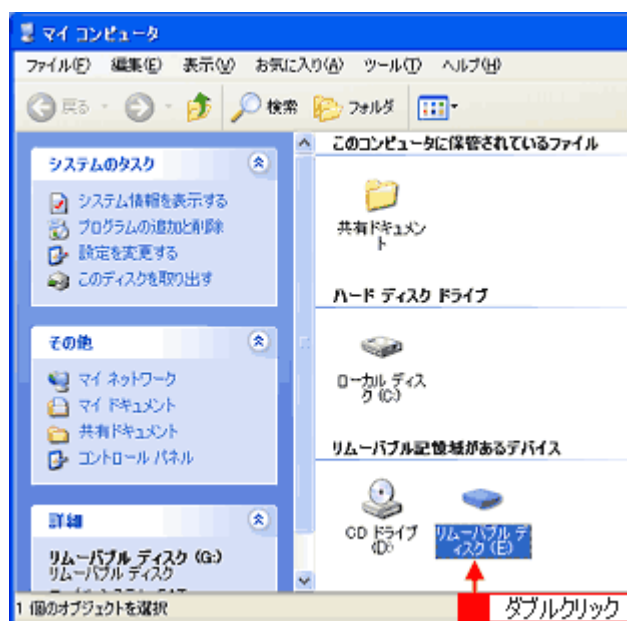 マイ コンピュータ
ファイル(F) 編集(E) 表示(V) お気に入り(A) ツール(T) ヘルプ(H)
戻る 検索 フォルダ
システムのタスク
システム情報を表示する
プログラムの追加と削除
設定を変更する
このディスクを取り出す
その他
マイ ネットワーク
マイ ドキュメント
共有ドキュメント
コントロール パネル
詳細
リムーバブル ディスク (G:)
リムーバブル ディスク
このコンピュータに保管されているファイル
共有ドキュメン
ト
ハード ディスク ドライブ
ローカル ディス
ク (C:)
リムーバブル記憶域があるデバイス
CD ドライブ
(D:)
リムーバブル デ
ィスク (E)
1 個のオブジェクトを選択
ダブルクリック